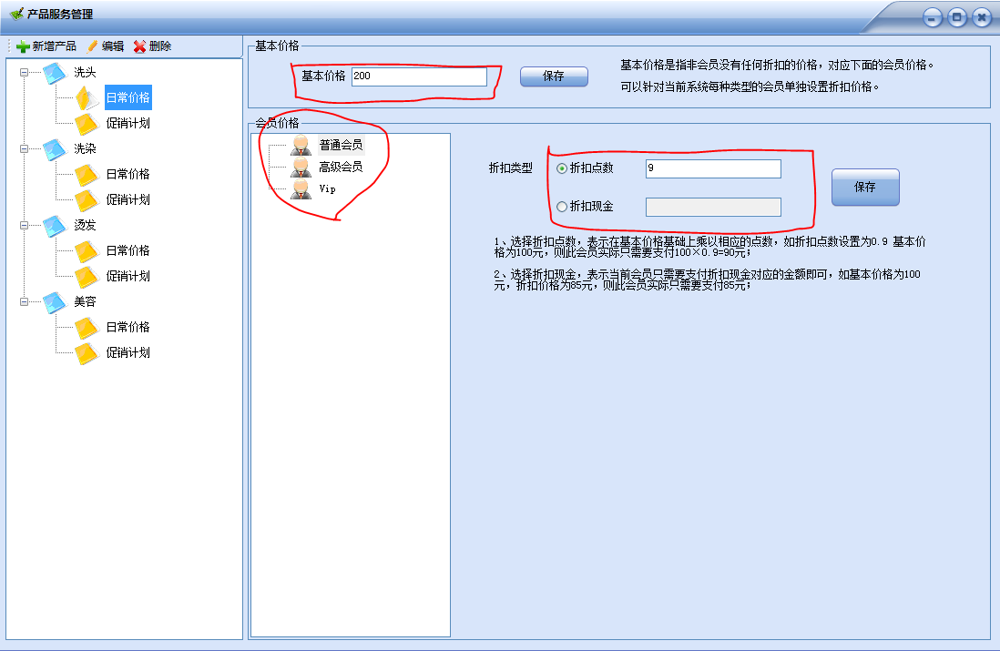 产品服务管理
新增产品 编辑 删除
洗头
日常价格
促销计划
洗染
日常价格
促销计划
烫发
日常价格
促销计划
美容
日常价格
促销计划
基本价格
基本价格 200 保存
基本价格是指非会员没有任何折扣的价格，对应下面的会员价格。
可以针对当前系统每种类型的会员单独设置折扣价格。
会员价格
普通会员
高级会员
Vip
折扣类型 折扣点数 9
折扣现金
保存
1、选择折扣点数，表示在基本价格基础上乘以相应的点数，如折扣点数设置为0.9 基本价
格为100元，则此会员实际只需要支付100×0.9=90元；
2、选择折扣现金，表示当前会员只需要支付折扣现金对应的金额即可，如基本价格为100
元，折扣价格为85元，则此会员实际只需要支付85元；